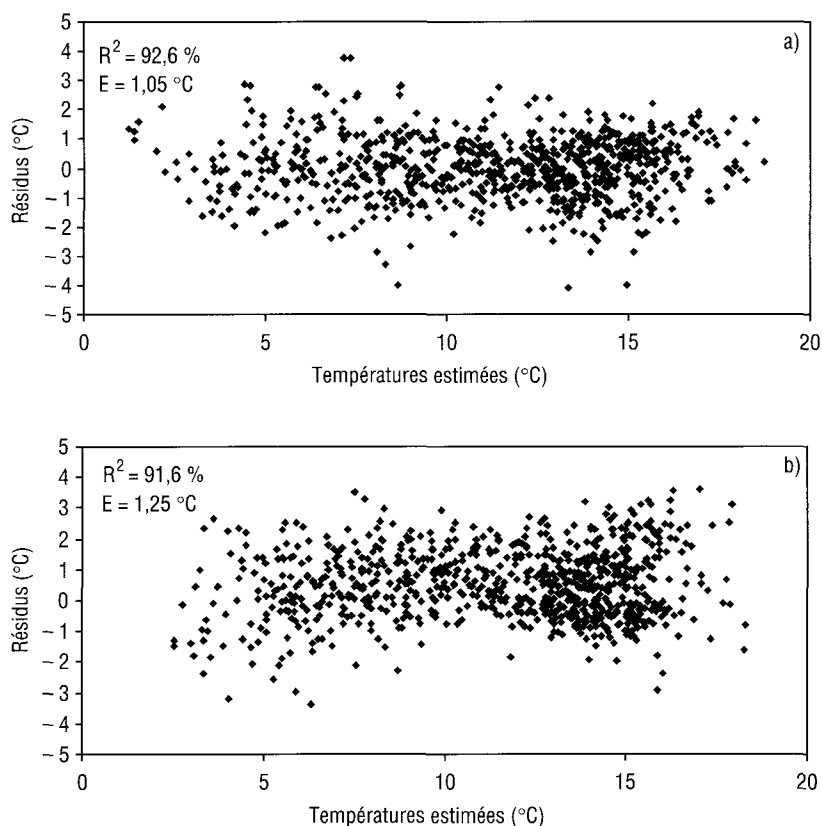 a)
R² = 92,6 %
E = 1,05 °C
Résidus (°C)
5
4
3
2
1
0
− 1
− 2
− 3
− 4
− 5
0 5 10 15 20
Températures estimées (°C)
b)
R² = 91,6 %
E = 1,25 °C
Résidus (°C)
5
4
3
2
1
0
− 1
− 2
− 3
− 4
− 5
0 5 10 15 20
Températures estimées (°C)